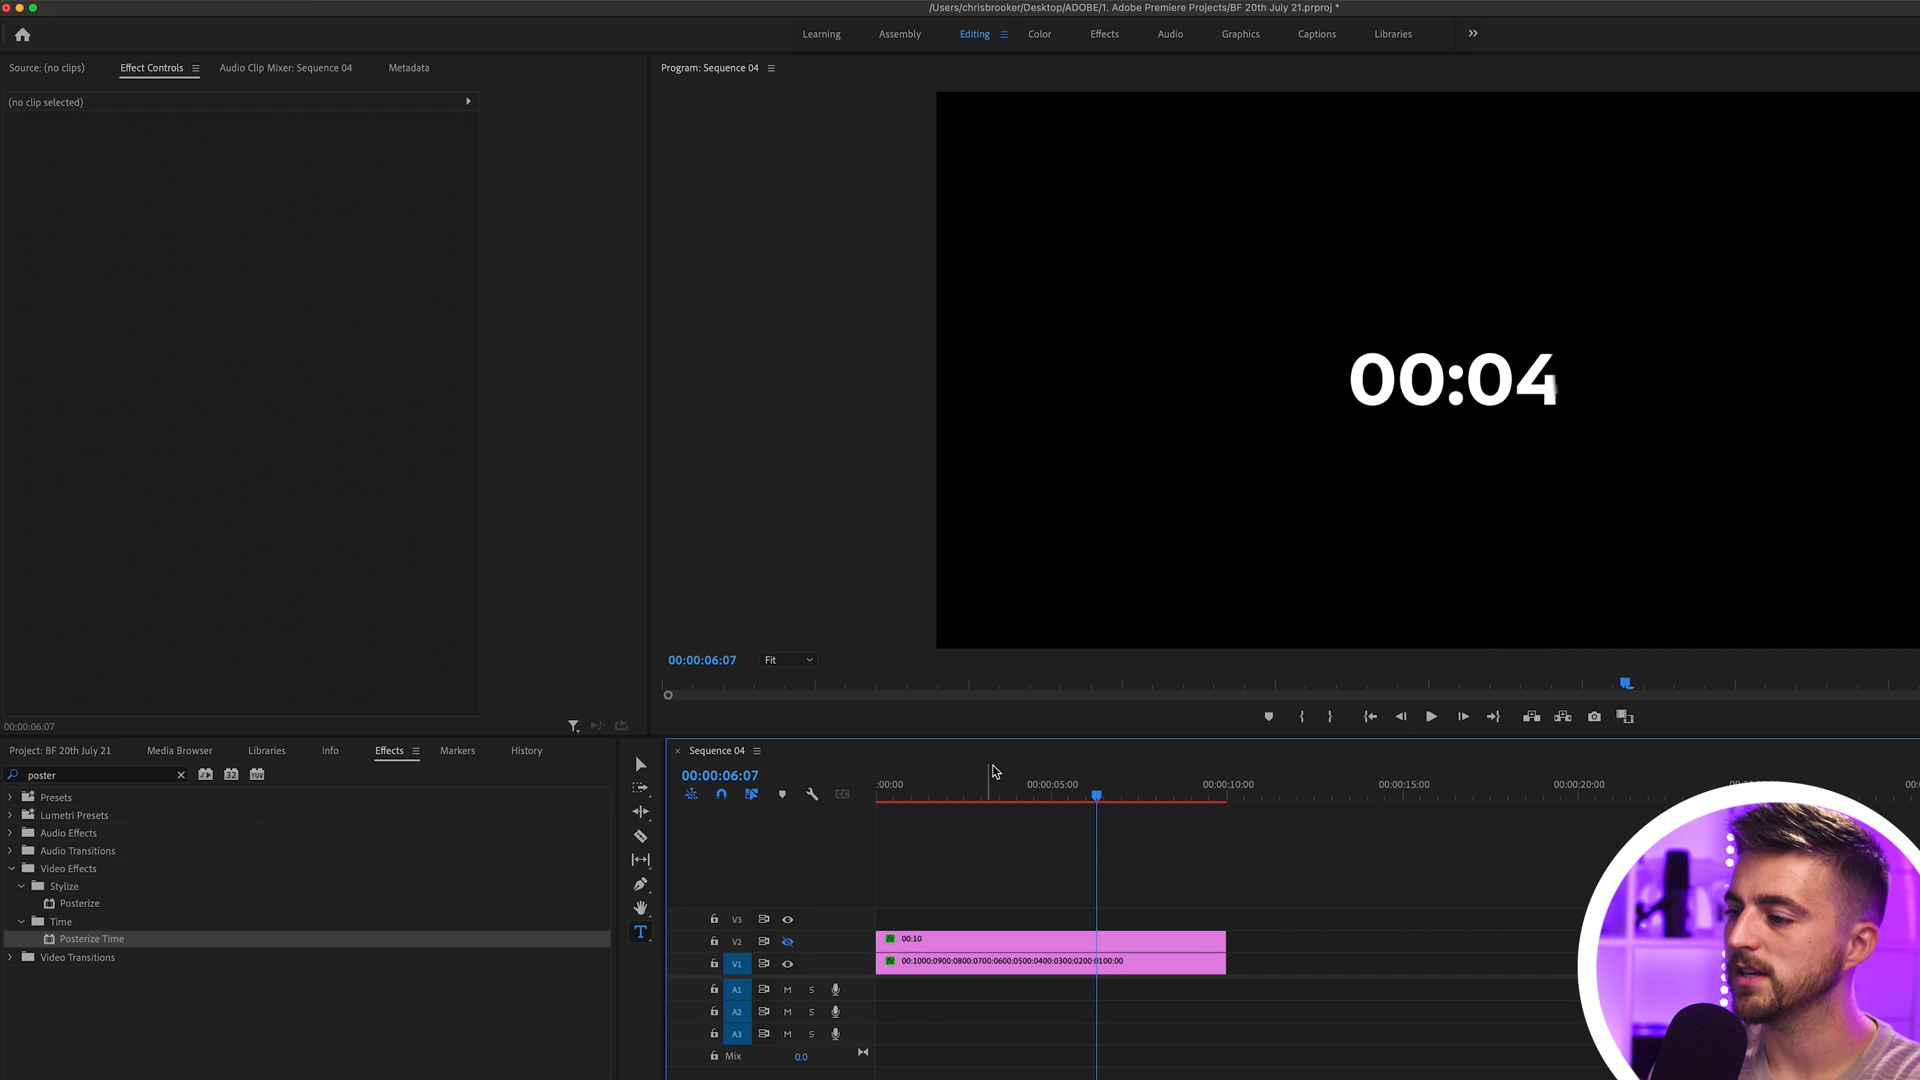 /Users/chrisbrooker/Desktop/ADOBE/1. Adobe Premiere Projects/BF 20th July 21.prproj *
Learning Assembly Editing Color Effects Audio Graphics Captions Libraries
Source: (no clips) Effect Controls Audio Clip Mixer: Sequence 04 Metadata
Program: Sequence 04
(no clip selected)
00:04
00:00:06:07 Fit
00:00:06:07
Project: BF 20th July 21 Media Browser Libraries Info Effects Markers History
poster
32 YUV
Presets
Lumetri Presets
Audio Effects
Audio Transitions
Video Effects
Stylize
Posterize
Time
Posterize Time
Video Transitions
Sequence 04
00:00:06:07
:00:00 00:00:05:00 00:00:10:00 00:00:15:00 00:00:20:00
V3
V2 00:10
V1 00:1000:0900:0800:0700:0600:0500:0400:0300:0200:0100:00
A1 M S
A2 M S
A3 M S
Mix 0.0